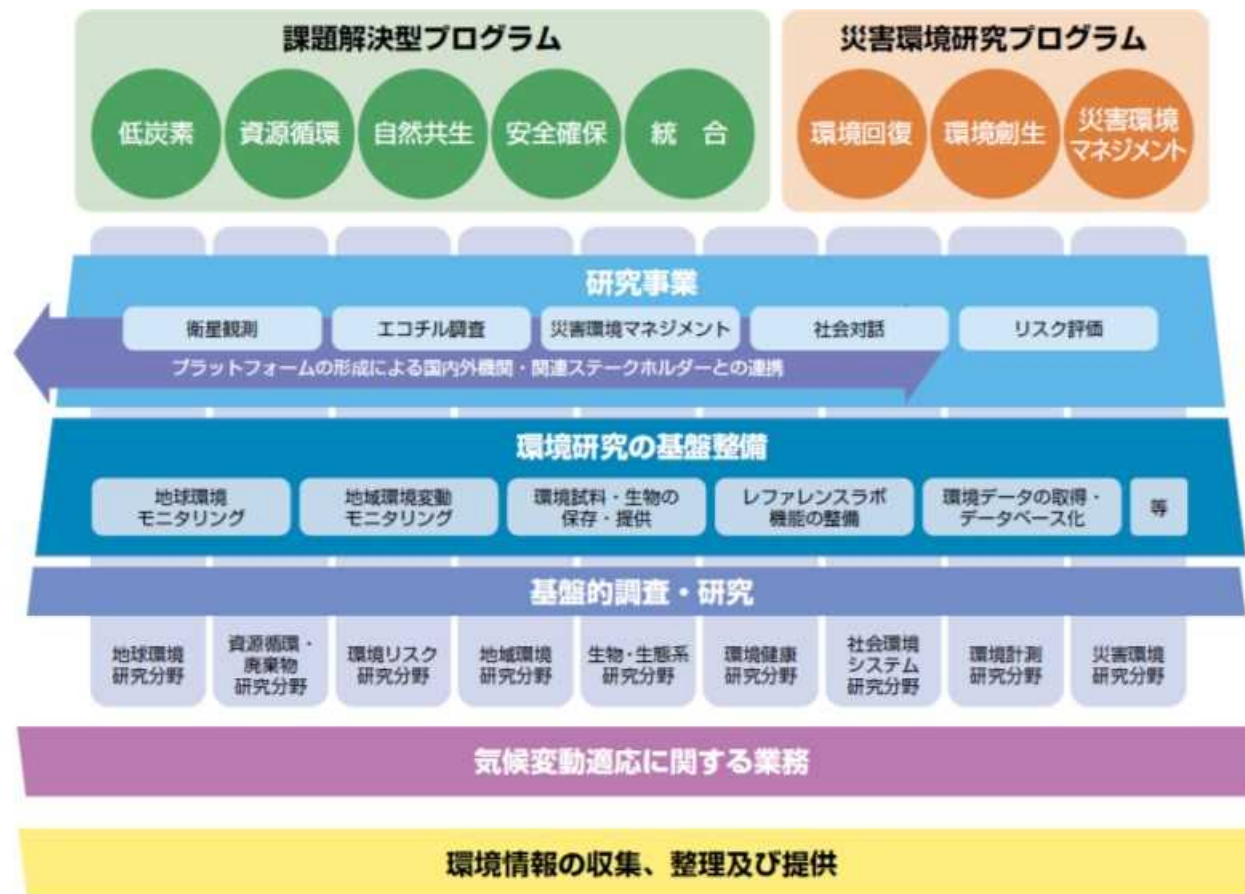 課題解決型プログラム
低炭素
資源循環
自然共生
安全確保
統 合
災害環境研究プログラム
環境回復
環境創生
災害環境
マネジメント
研究事業
衛星観測
エコチル調査
災害環境マネジメント
社会対話
リスク評価
プラットフォームの形成による国内外機関・関連ステークホルダーとの連携
環境研究の基盤整備
地球環境
モニタリング
地域環境変動
モニタリング
環境試料・生物の
保存・提供
レファレンスラボ
機能の整備
環境データの取得・
データベース化
等
基盤的調査・研究
地球環境
研究分野
資源循環・
廃棄物
研究分野
環境リスク
研究分野
地域環境
研究分野
生物・生態系
研究分野
環境健康
研究分野
社会環境
システム
研究分野
環境計測
研究分野
災害環境
研究分野
気候変動適応に関する業務
環境情報の収集、整理及び提供